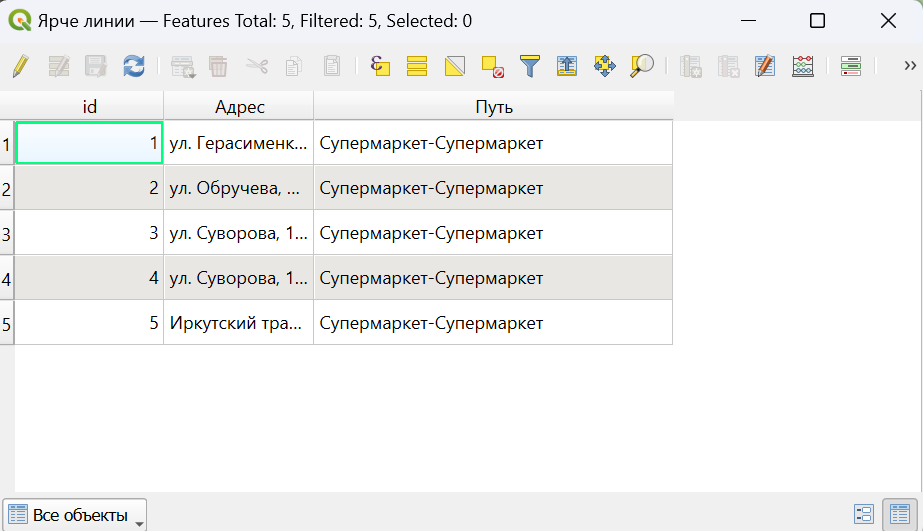 Ярче линии — Features Total: 5, Filtered: 5, Selected: 0
»
id Адрес Путь
1 1 ул. Герасименк... Супермаркет-Супермаркет
2 2 ул. Обручева, ... Супермаркет-Супермаркет
3 3 ул. Суворова, 1... Супермаркет-Супермаркет
4 4 ул. Суворова, 1... Супермаркет-Супермаркет
5 5 Иркутский тра... Супермаркет-Супермаркет
Все объекты